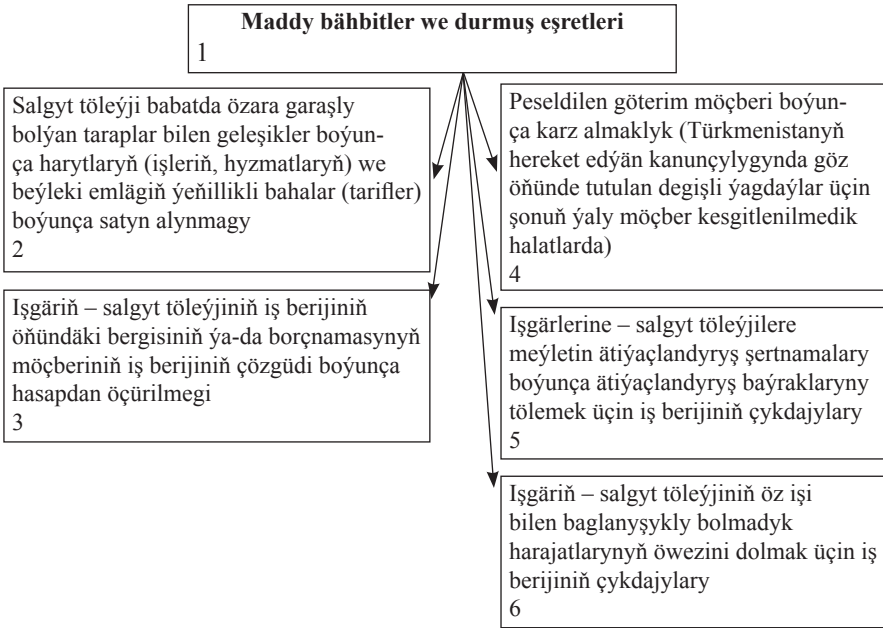 Maddy bähbitler we durmuş eşretleri
1
Salgyt töleýji babatda özara garaşly
bolýan taraplar bilen geleşikler boýun-
ça harytlaryň (işleriň, hyzmatlaryň) we
beýleki emlägiň ýeňillikli bahalar (tarifler)
boýunça satyn alynmagy
2
Işgäriň – salgyt töleýjiniň iş berijiniň
öňündäki bergisiniň ýa-da borçnamasynyň
möçberiniň iş berijiniň çözgüdi boýunça
hasapdan öçürilmegi
3
Peseldilen göterim möçberi boýun-
ça karz almaklyk (Türkmenistanyň
hereket edýän kanunçylygynda göz
öňünde tutulan degişli ýagdaýlar üçin
şonuň ýaly möçber kesgitlenilmedik
halatlarda)
4
Işgärlerine – salgyt töleýjilere
meýletin ätiýaçlandyryş şertnamalary
boýunça ätiýaçlandyryş baýraklaryny
tölemek üçin iş berijiniň çykdajylary
5
Işgäriň – salgyt töleýjiniň öz işi
bilen baglanyşykly bolmadyk
harajatlarynyň öwezini dolmak üçin iş
berijiniň çykdajylary
6